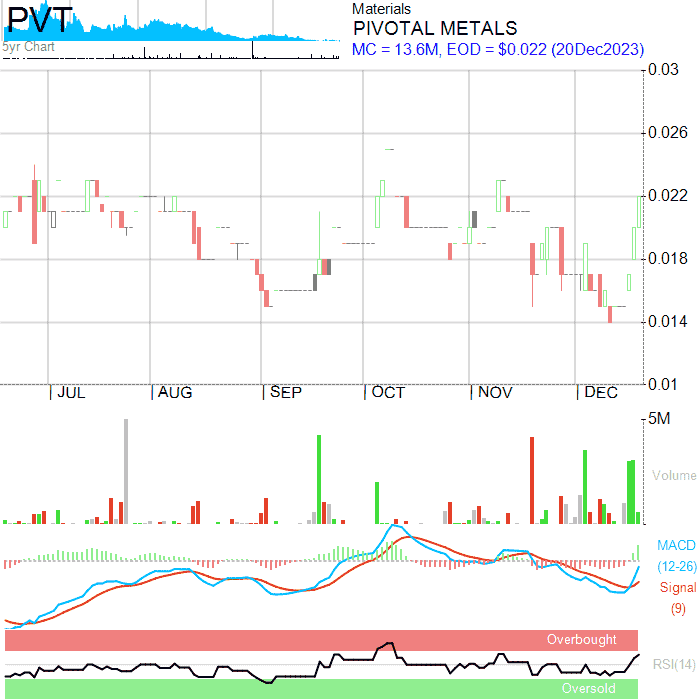 PVT
5yr Chart
Materials
PIVOTAL METALS
MC = 13.6M, EOD = $0.022 (20Dec2023)
0.03
0.026
0.022
0.018
0.014
0.01
JUL AUG SEP OCT NOV DEC
5M
Volume
MACD
(12-26)
Signal
(9)
Overbought
RSI(14)
Oversold